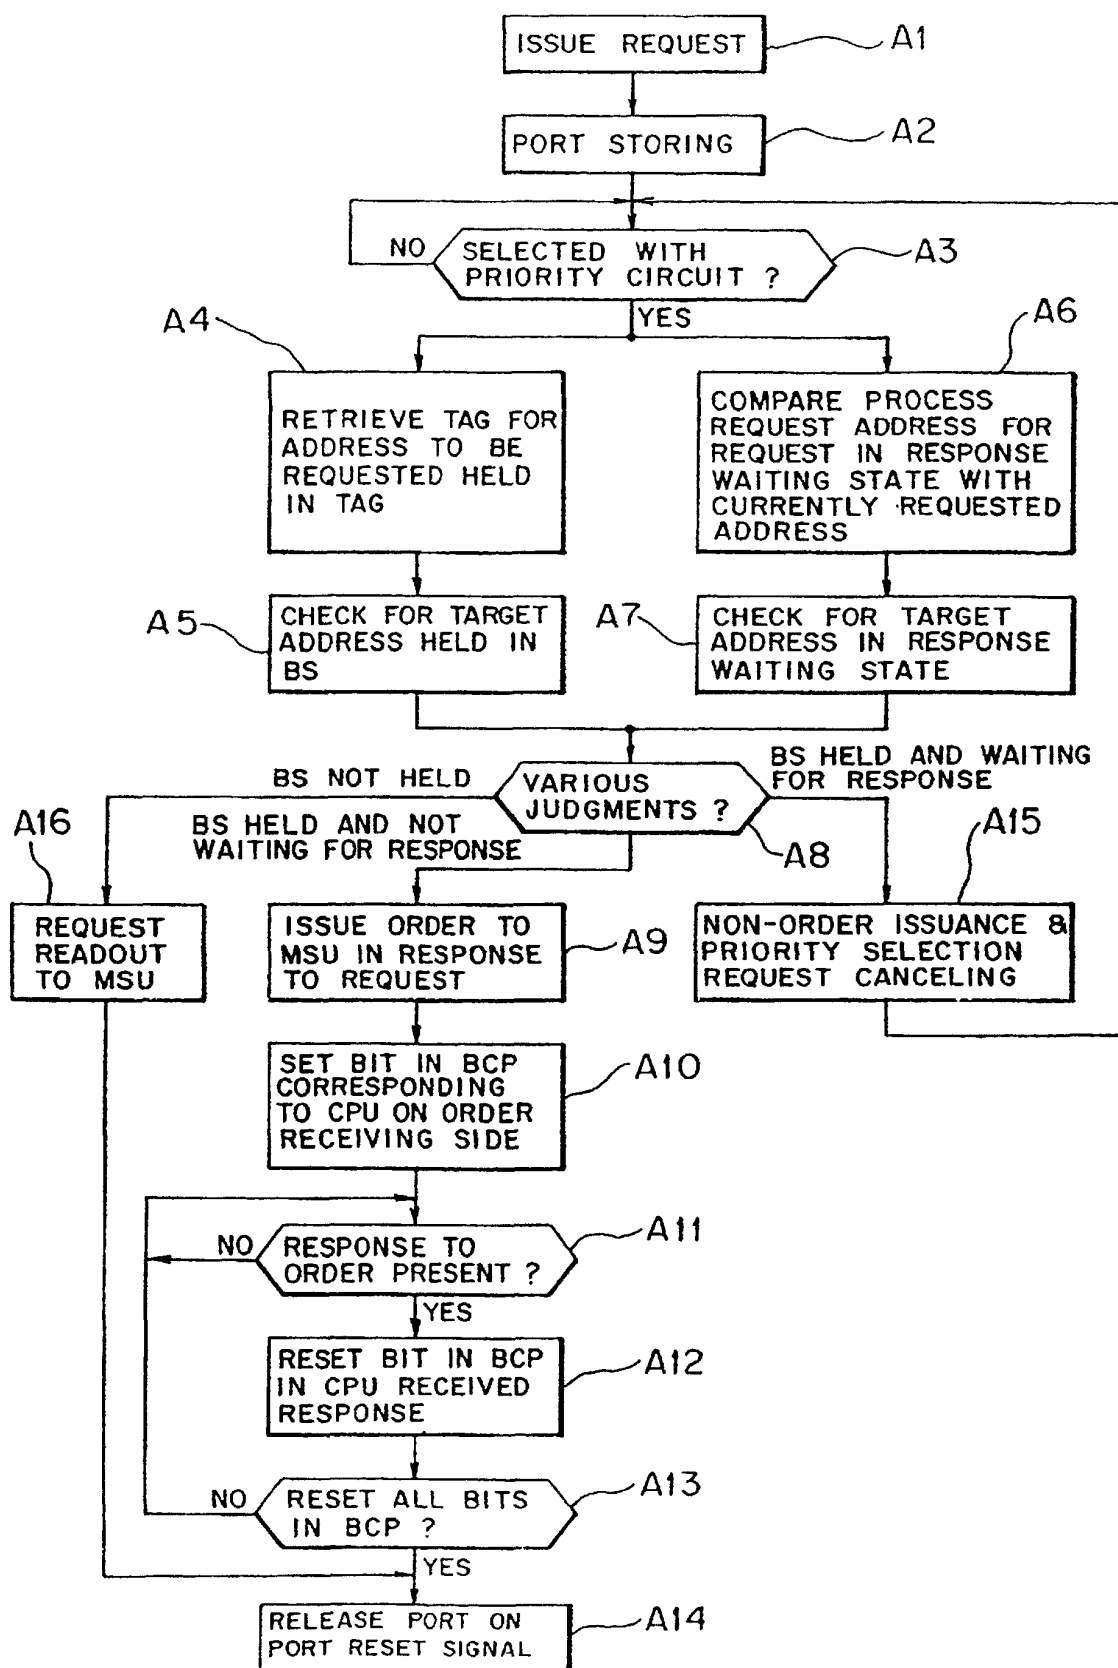 ISSUE REQUEST
A1
PORT STORING
A2
NO
SELECTED WITH
PRIORITY CIRCUIT ?
A3
YES
A4
RETRIEVE TAG FOR
ADDRESS TO BE
REQUESTED HELD
IN TAG
A6
COMPARE PROCESS
REQUEST ADDRESS FOR
REQUEST IN RESPONSE
WAITING STATE WITH
CURRENTLY REQUESTED
ADDRESS
A5
CHECK FOR TARGET
ADDRESS HELD IN
BS
A7
CHECK FOR TARGET
ADDRESS IN RESPONSE
WAITING STATE
BS NOT HELD
VARIOUS
JUDGMENTS ?
A8
BS HELD AND WAITING
FOR RESPONSE
BS HELD AND NOT
WAITING FOR RESPONSE
A16
REQUEST
READOUT
TO MSU
ISSUE ORDER TO
MSU IN RESPONSE
TO REQUEST
A9
A15
NON-ORDER ISSUANCE &
PRIORITY SELECTION
REQUEST CANCELING
SET BIT IN BCP
CORRESPONDING
TO CPU ON ORDER
RECEIVING SIDE
A10
NO
RESPONSE TO
ORDER PRESENT ?
A11
YES
RESET BIT IN BCP
IN CPU RECEIVED
RESPONSE
A12
NO
RESET ALL BITS
IN BCP ?
A13
YES
RELEASE PORT ON
PORT RESET SIGNAL
A14